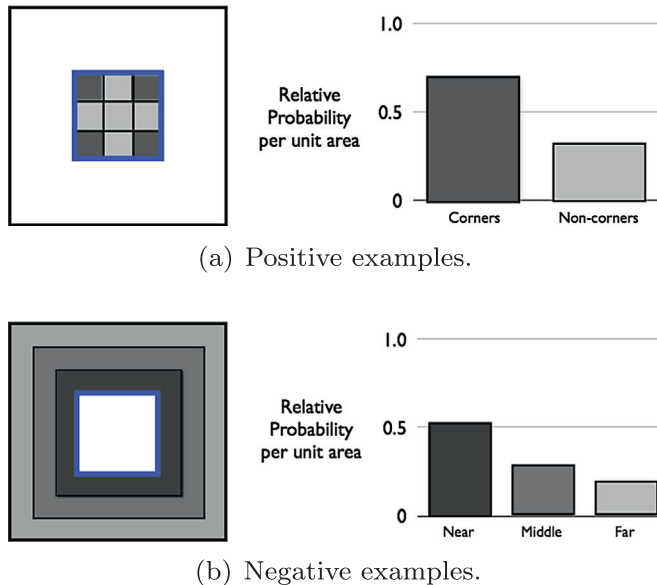 1.0
Relative
Probability
per unit area
0.5
0
Corners Non-corners
(a) Positive examples.
1.0
Relative
Probability
per unit area
0.5
0
Near Middle Far
(b) Negative examples.